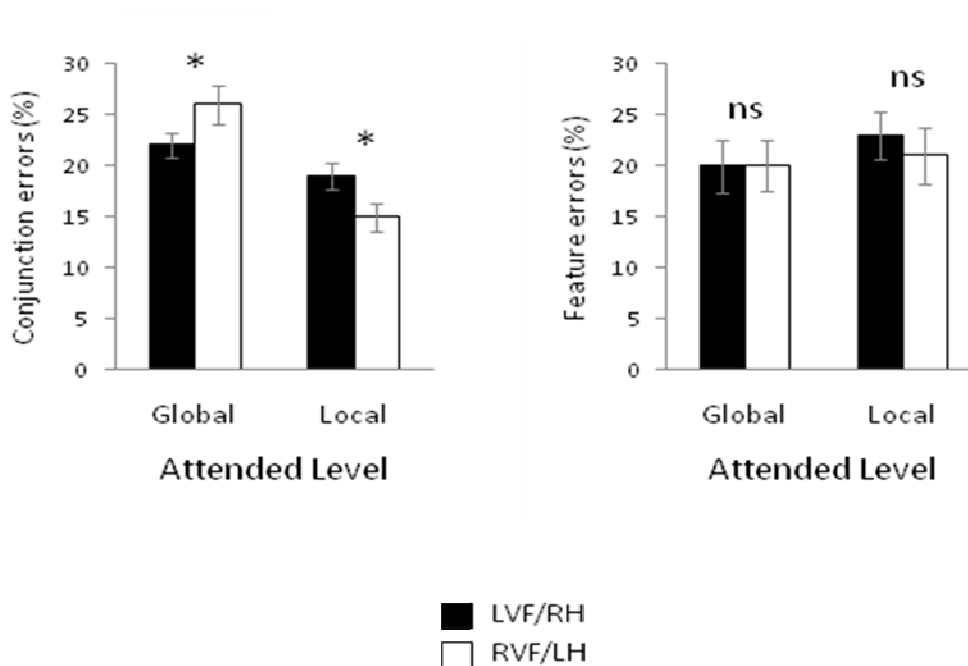 Conjunction errors (%)
30
25
20
15
10
5
0
*
*
Global Local
Attended Level
Feature errors (%)
30
25
20
15
10
5
0
ns
ns
Global Local
Attended Level
LVF/RH
RVF/LH